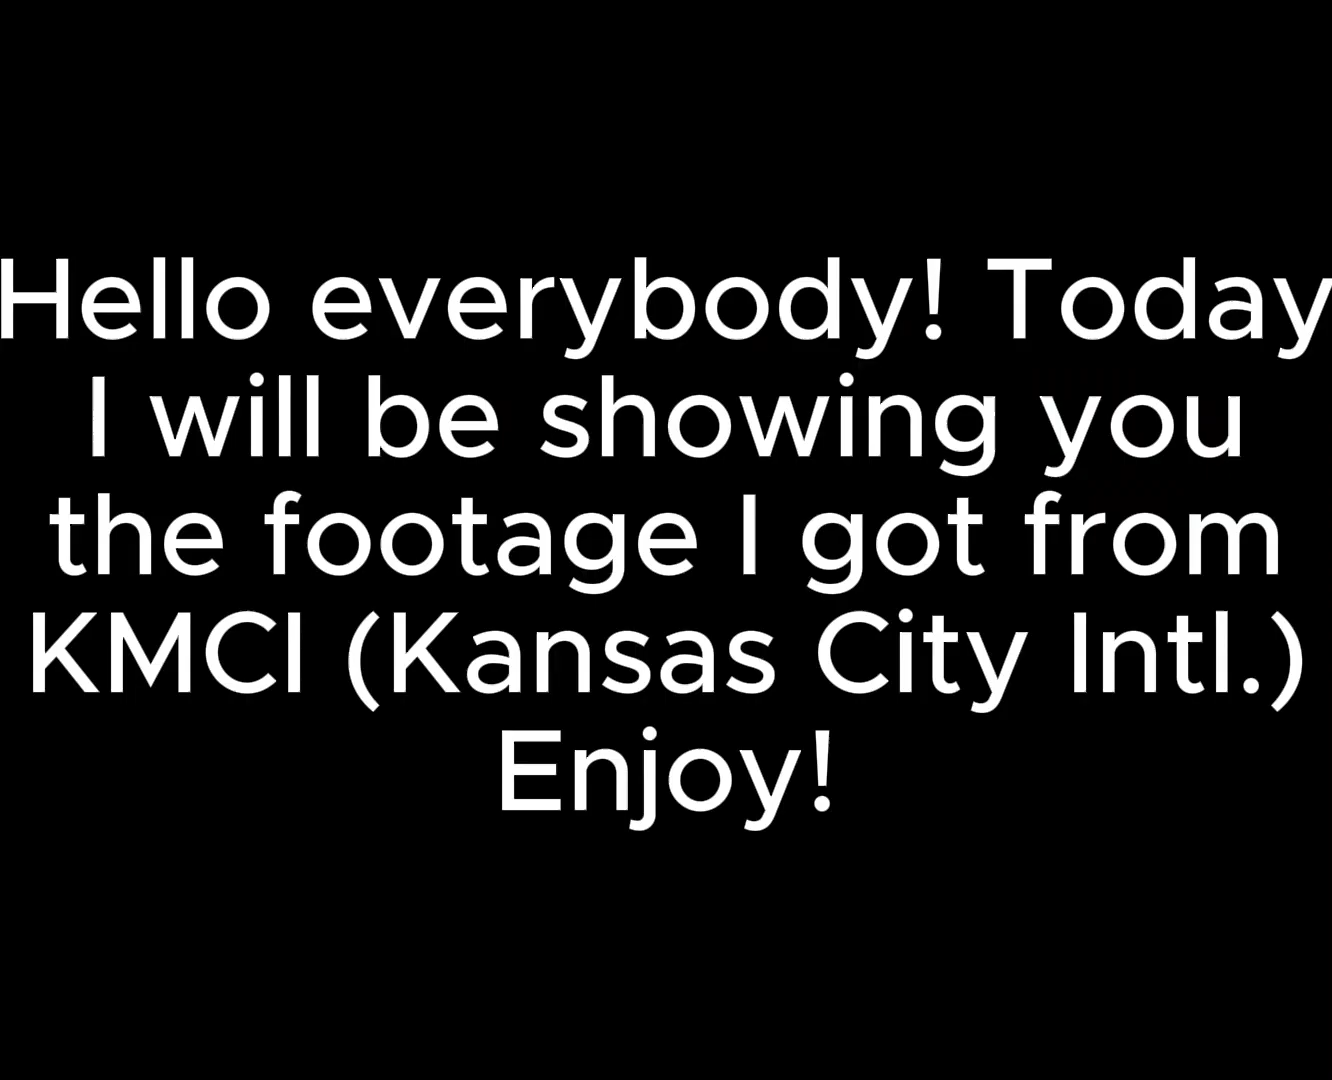 Hello everybody! Today
I will be showing you
the footage I got from
KMCI (Kansas City Intl.)
Enjoy!